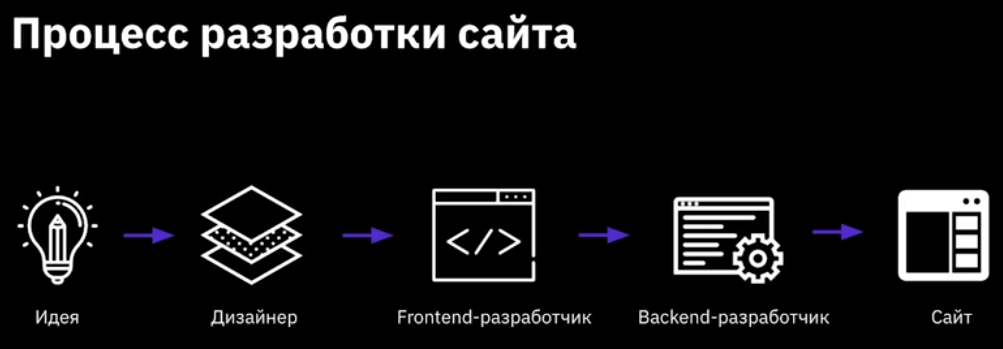 Процесс разработки сайта
Идея
Дизайнер
Frontend-разработчик
Backend-разработчик
Сайт